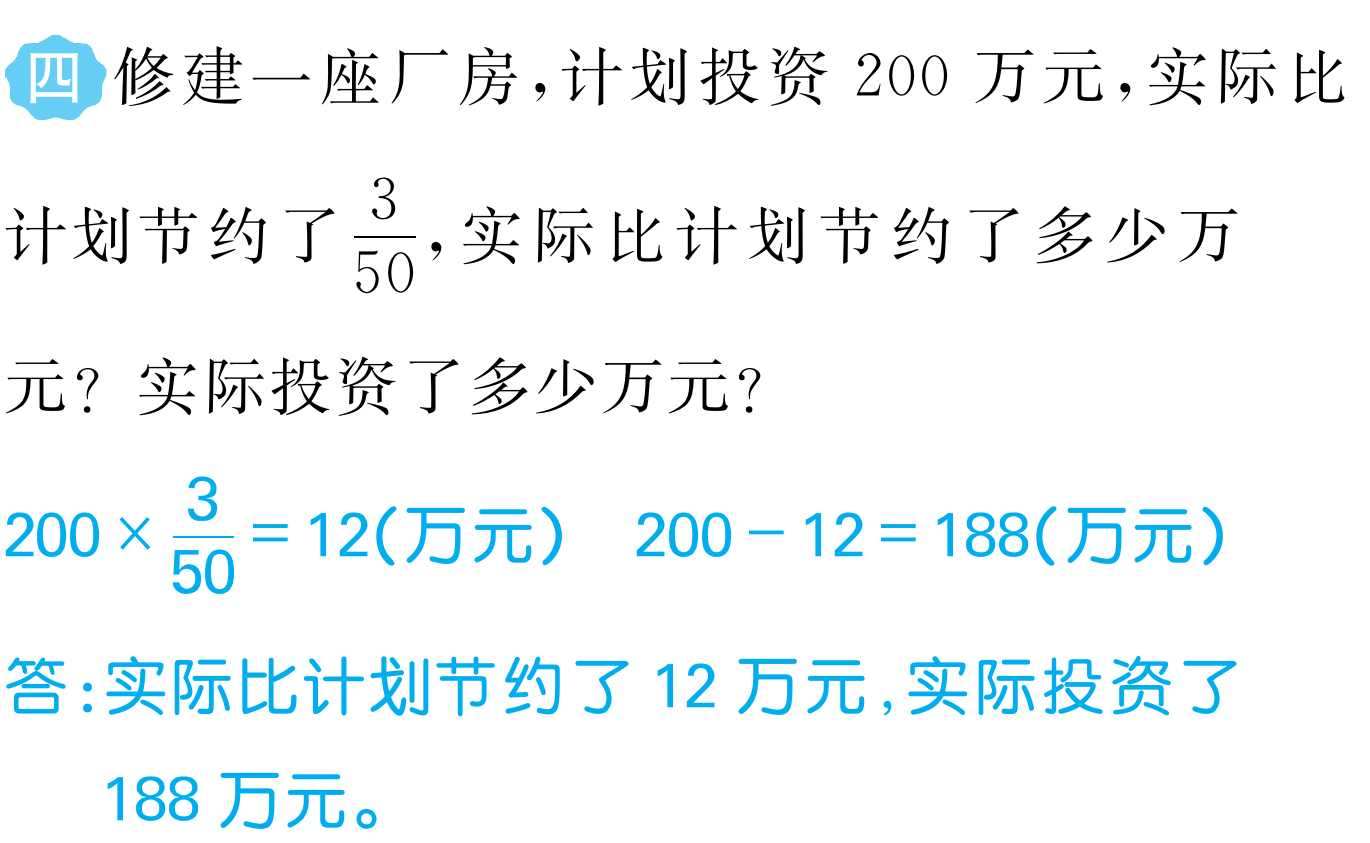 四 修建一座厂房,计划投资 200 万元,实际比
计划节约了3/50,实际比计划节约了多少万
元? 实际投资了多少万元?
200 × 3/50 = 12(万元) 200 - 12 = 188(万元)
答:实际比计划节约了 12 万元,实际投资了
188 万元。